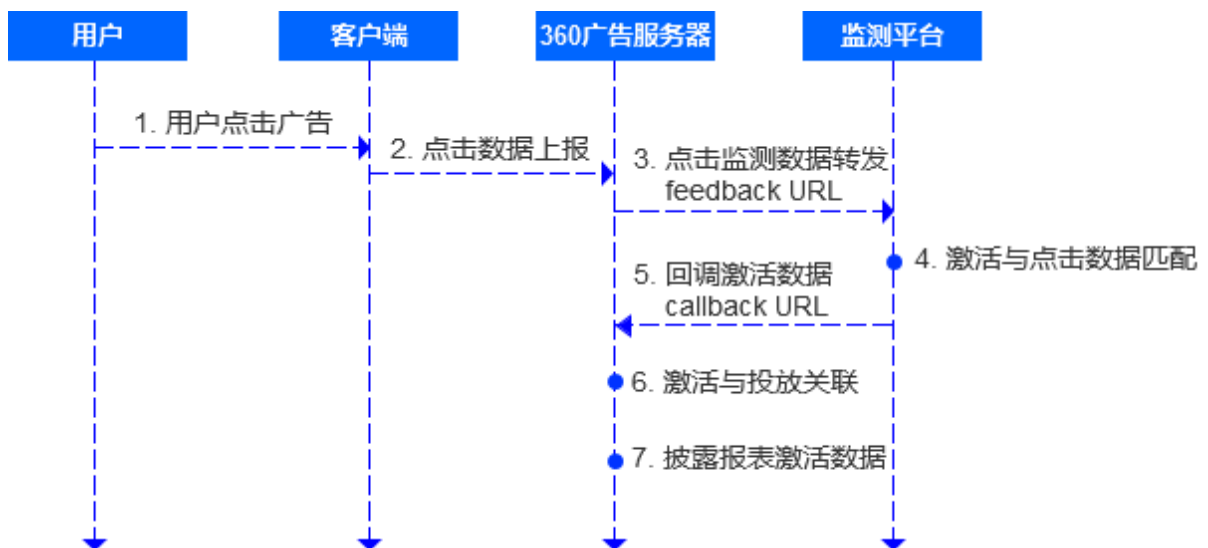 用户
客户端
360广告服务器
监测平台
1. 用户点击广告
2. 点击数据上报
3. 点击监测数据转发
feedback URL
4. 激活与点击数据匹配
5. 回调激活数据
callback URL
6. 激活与投放关联
7. 披露报表激活数据